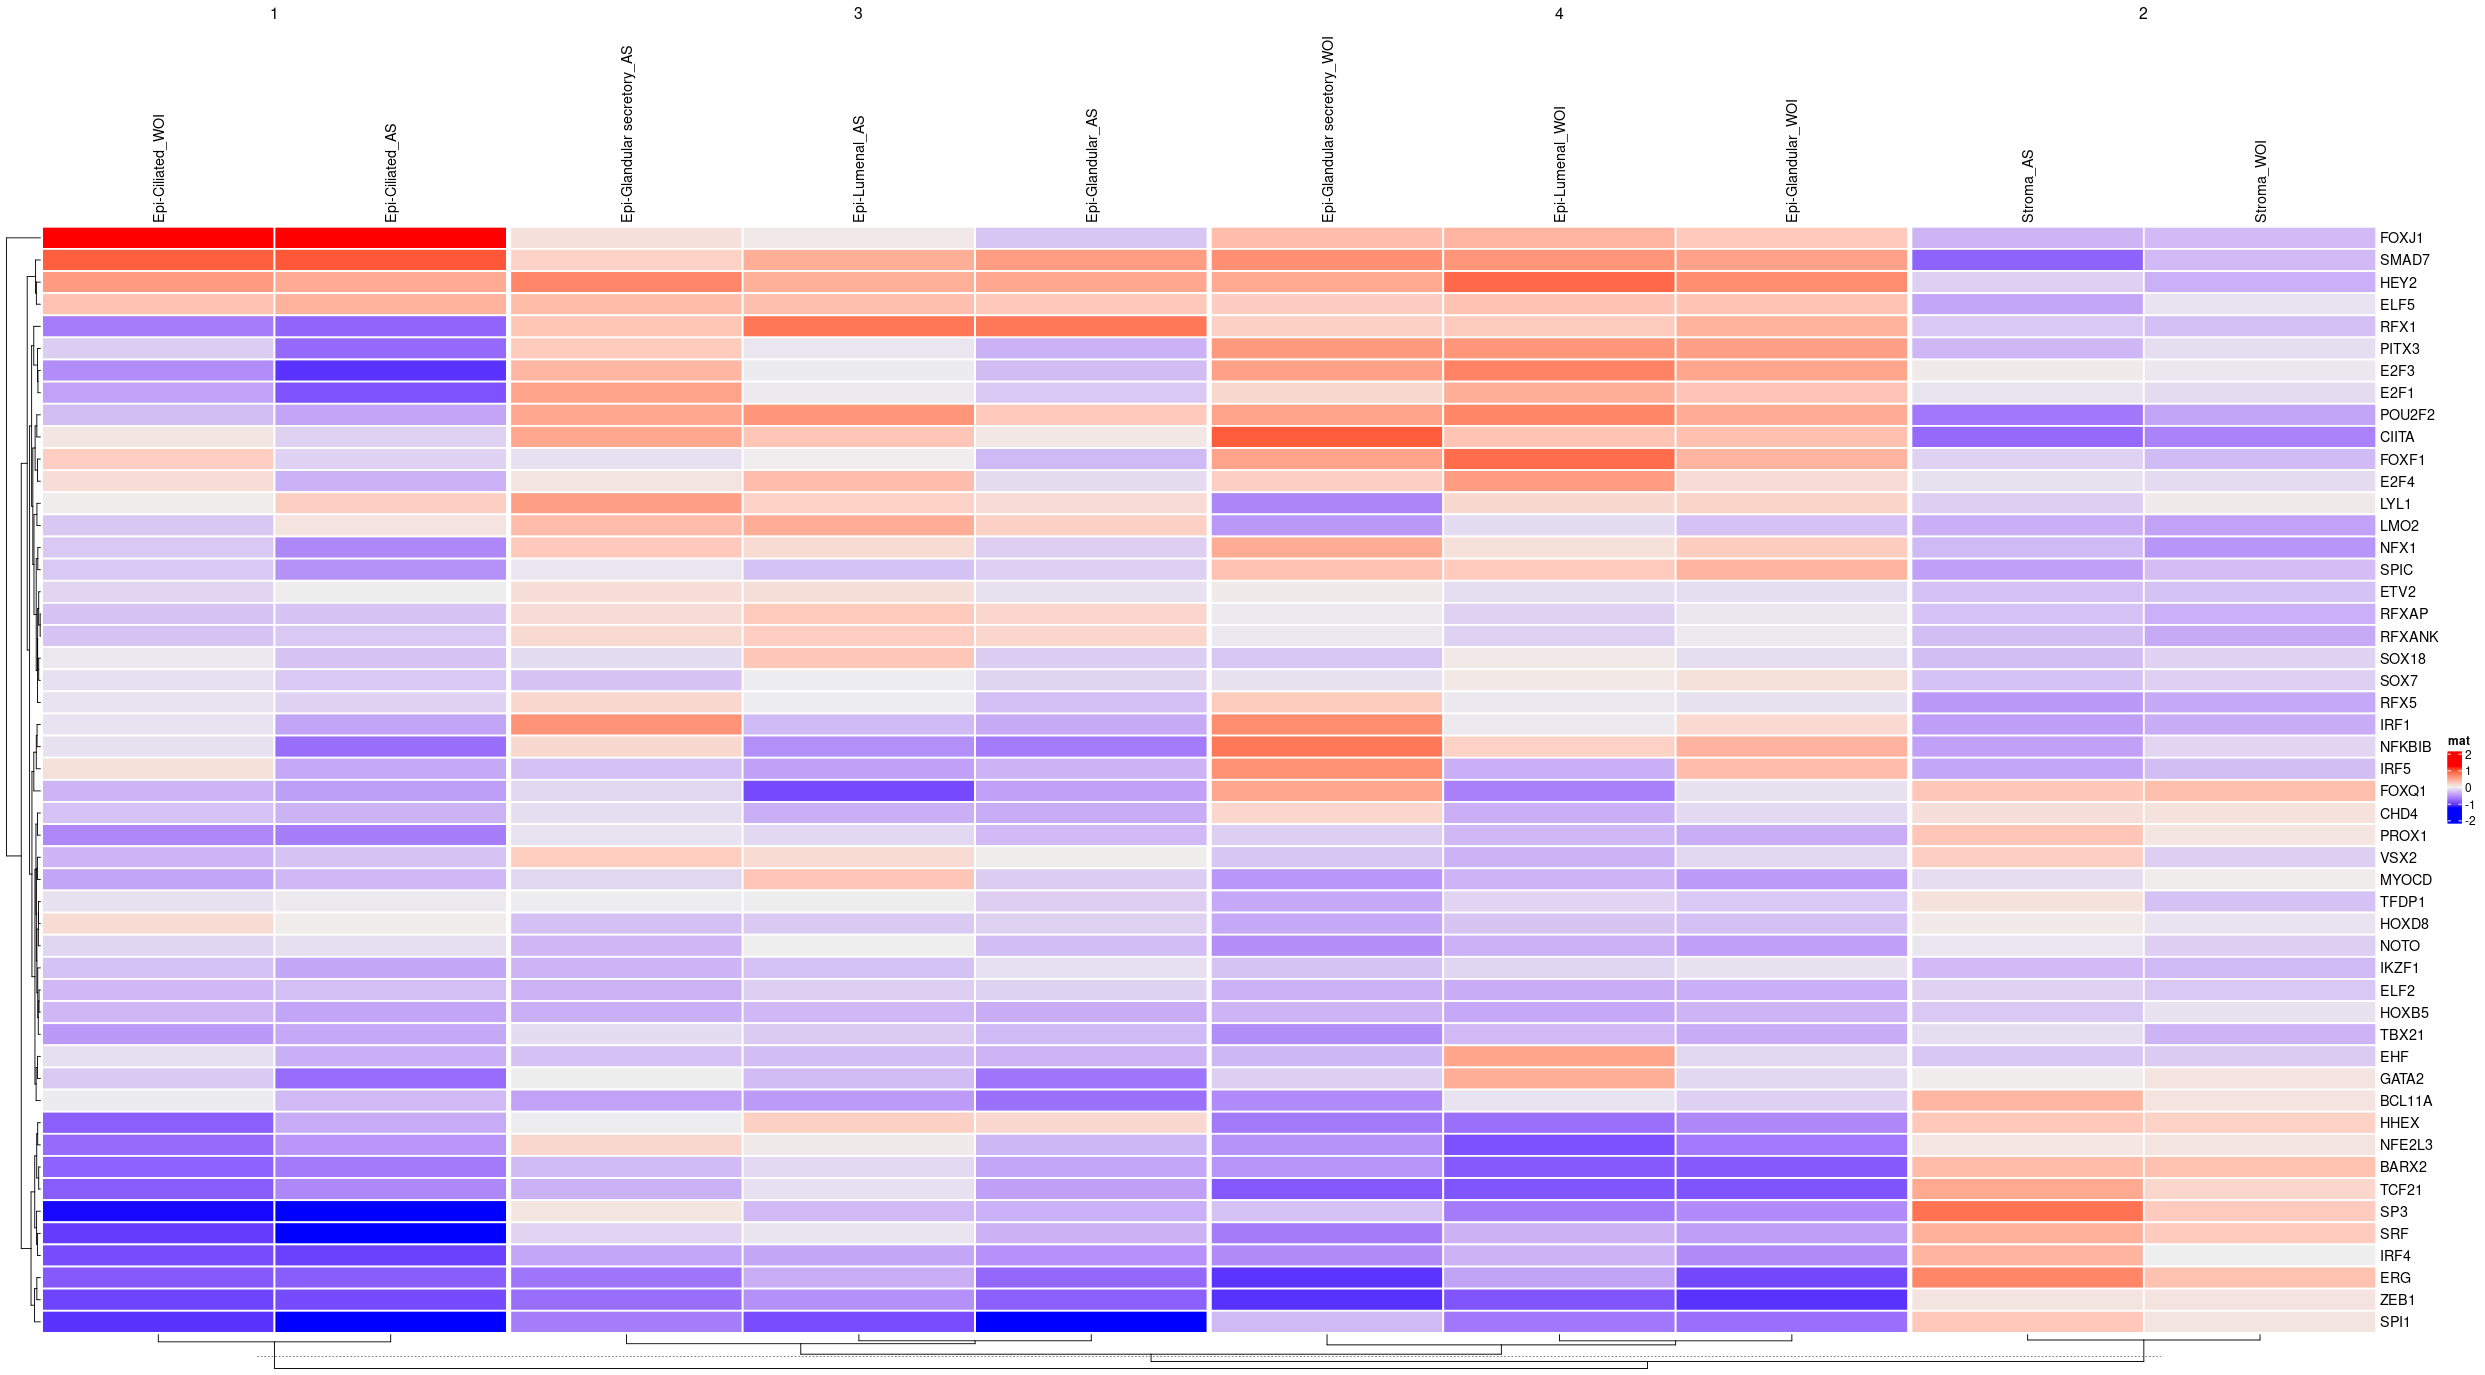 1 3 4 2
Epi-Ciliated_WOI
Epi-Ciliated_AS
Epi-Glandular secretory_AS
Epi-Lumenal_AS
Epi-Glandular_AS
Epi-Glandular secretory_WOI
Epi-Lumenal_WOI
Epi-Glandular_WOI
Stroma_AS
Stroma_WOI
FOXJ1
SMAD7
HEY2
ELF5
RFX1
PITX3
E2F3
E2F1
POU2F2
CIITA
FOXF1
E2F4
LYL1
LMO2
NFX1
SPIC
ETV2
RFXAP
RFXANK
SOX18
SOX7
RFX5
IRF1
NFKBIB
IRF5
FOXQ1
CHD4
PROX1
VSX2
MYOCD
TFDP1
HOXD8
NOTO
IKZF1
ELF2
HOXB5
TBX21
EHF
GATA2
BCL11A
HHEX
NFE2L3
BARX2
TCF21
SP3
SRF
IRF4
ERG
ZEB1
SPI1
mat
2
1
0
-1
-2